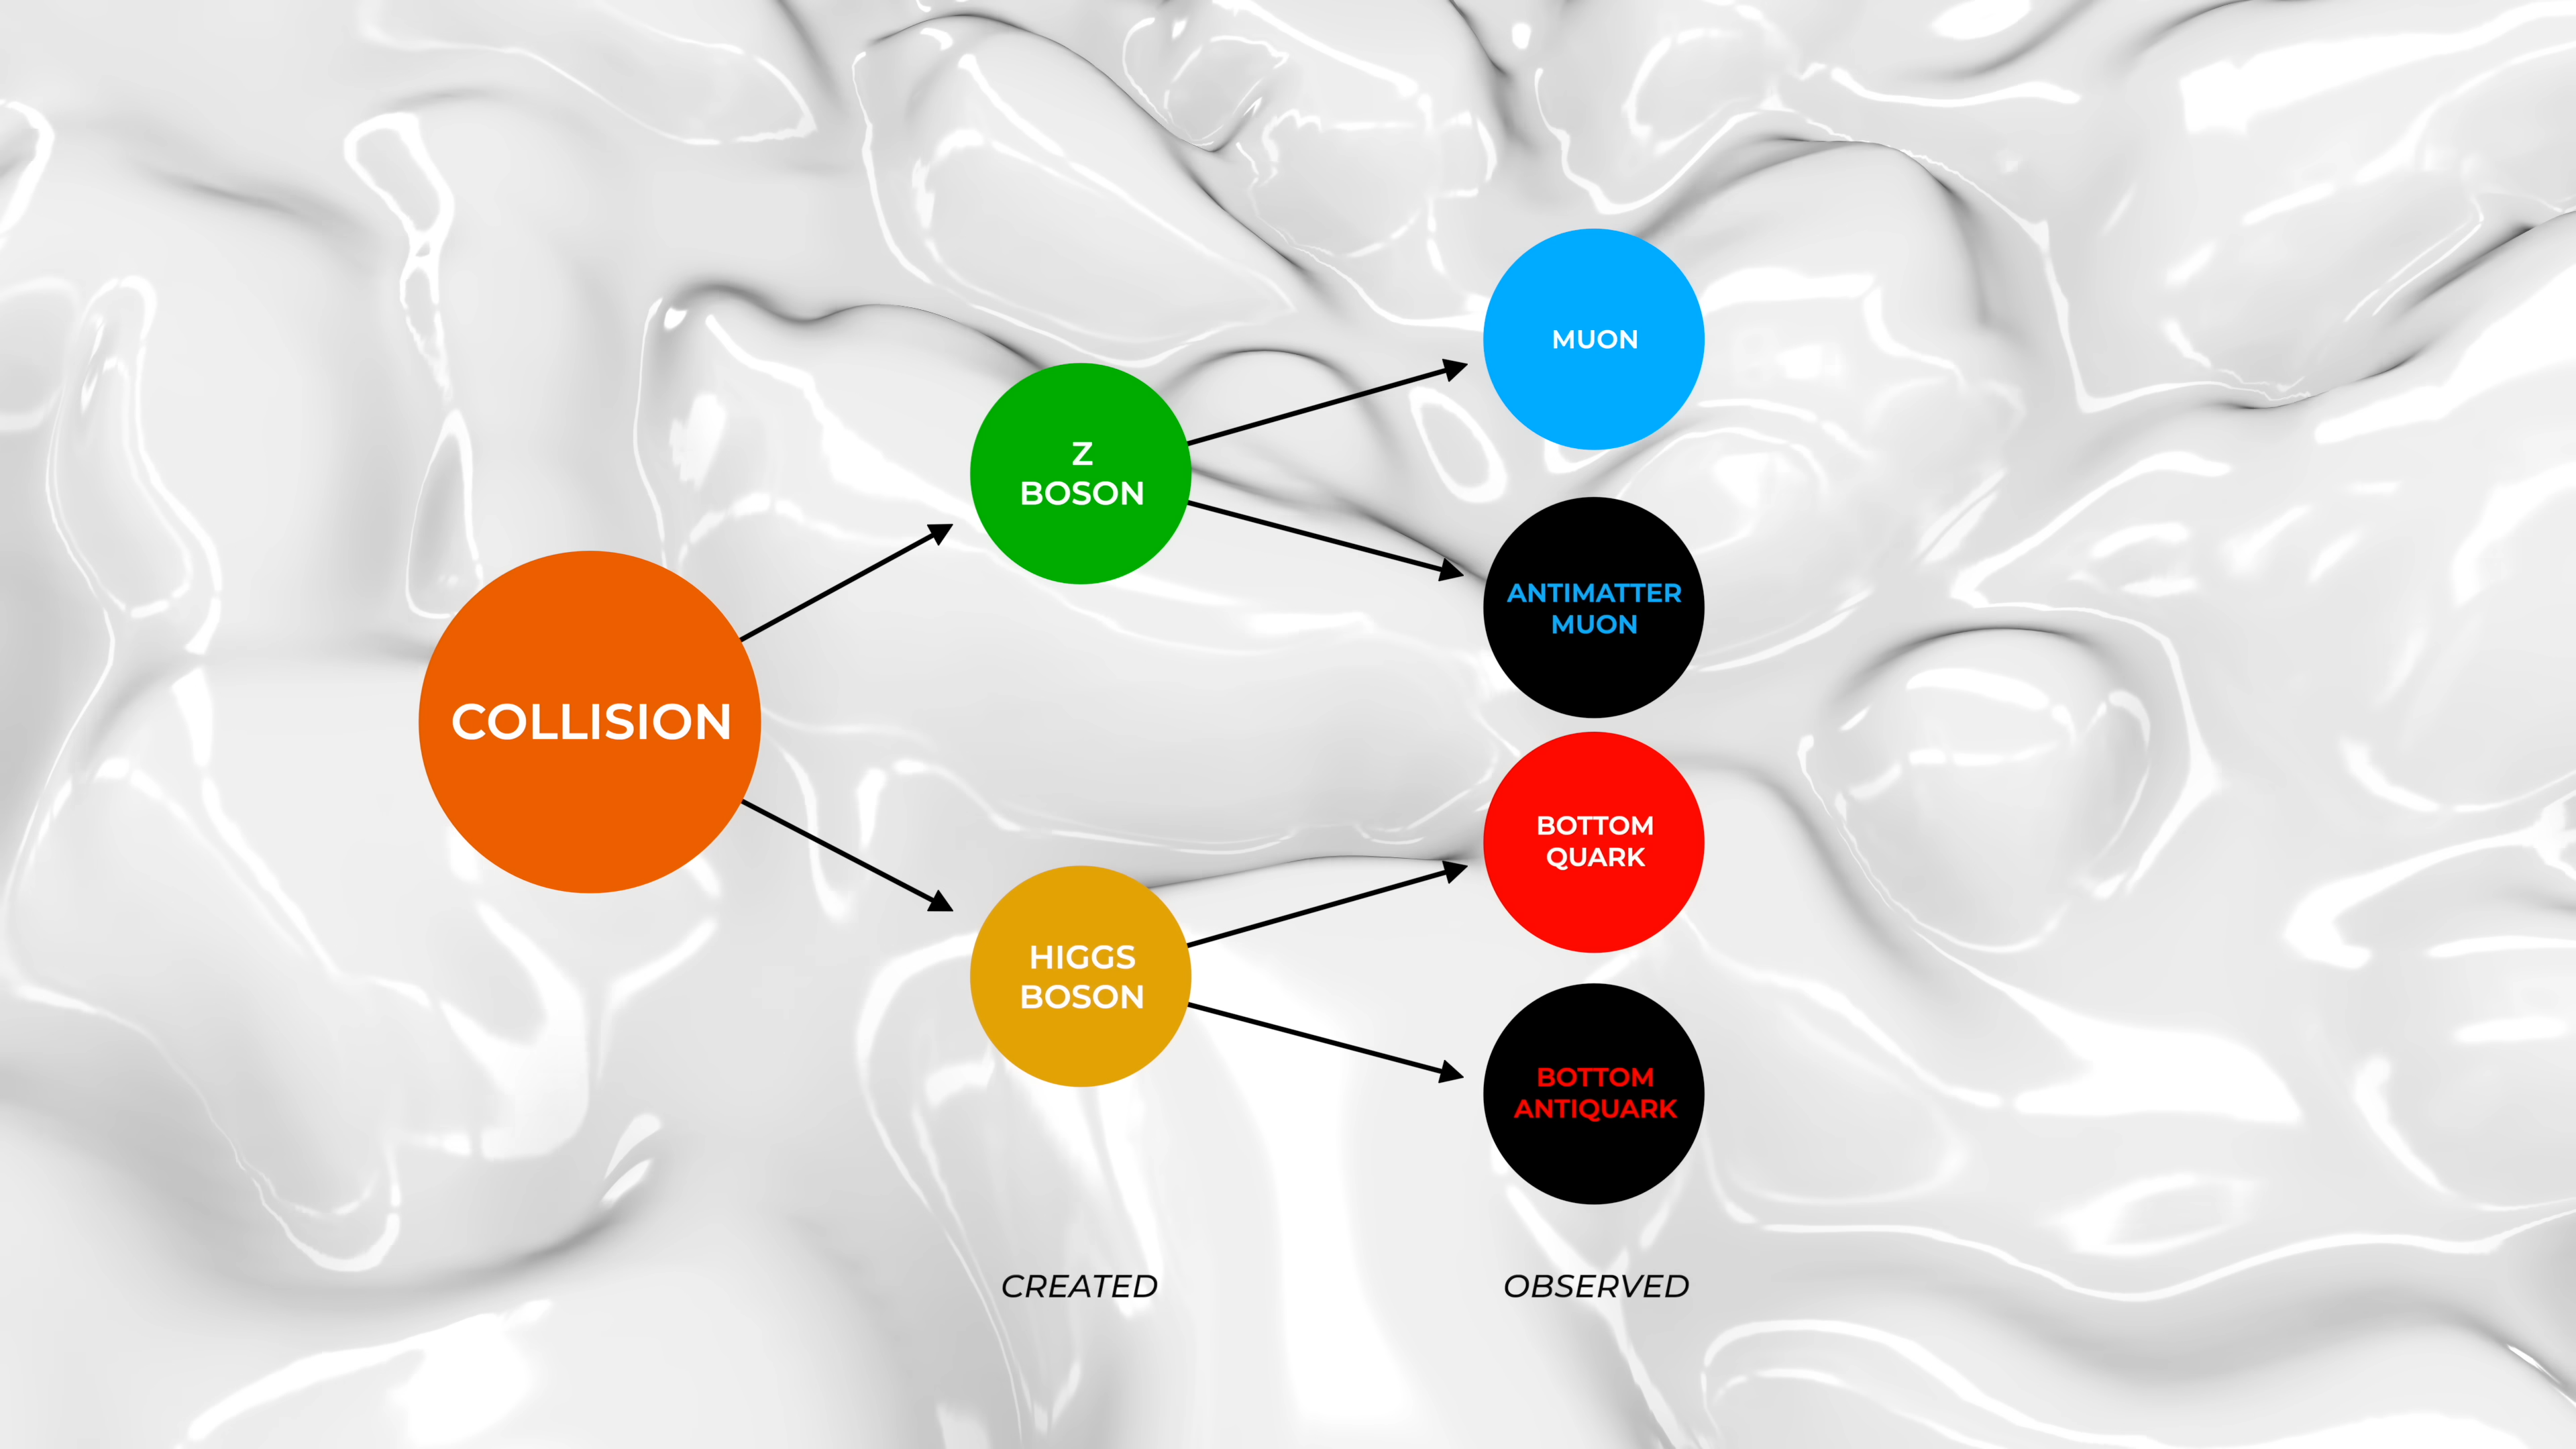 COLLISION
Z
BOSON
HIGGS
BOSON
MUON
ANTIMATTER
MUON
BOTTOM
QUARK
BOTTOM
ANTIQUARK
CREATED
OBSERVED